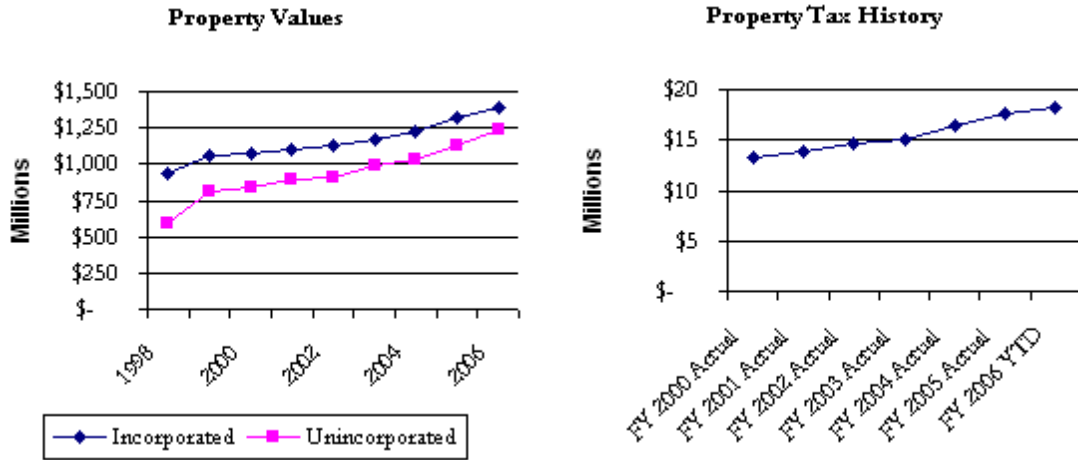 Property Values
Millions
$1,500
$1,250
$1,000
$750
$500
$250
$-
1998
2000
2002
2004
2006
Incorporated
Unincorporated
Property Tax History
Millions
$20
$15
$10
$5
$-
FY 2000 Actual
FY 2001 Actual
FY 2002 Actual
FY 2003 Actual
FY 2004 Actual
FY 2005 Actual
FY 2006 YTD